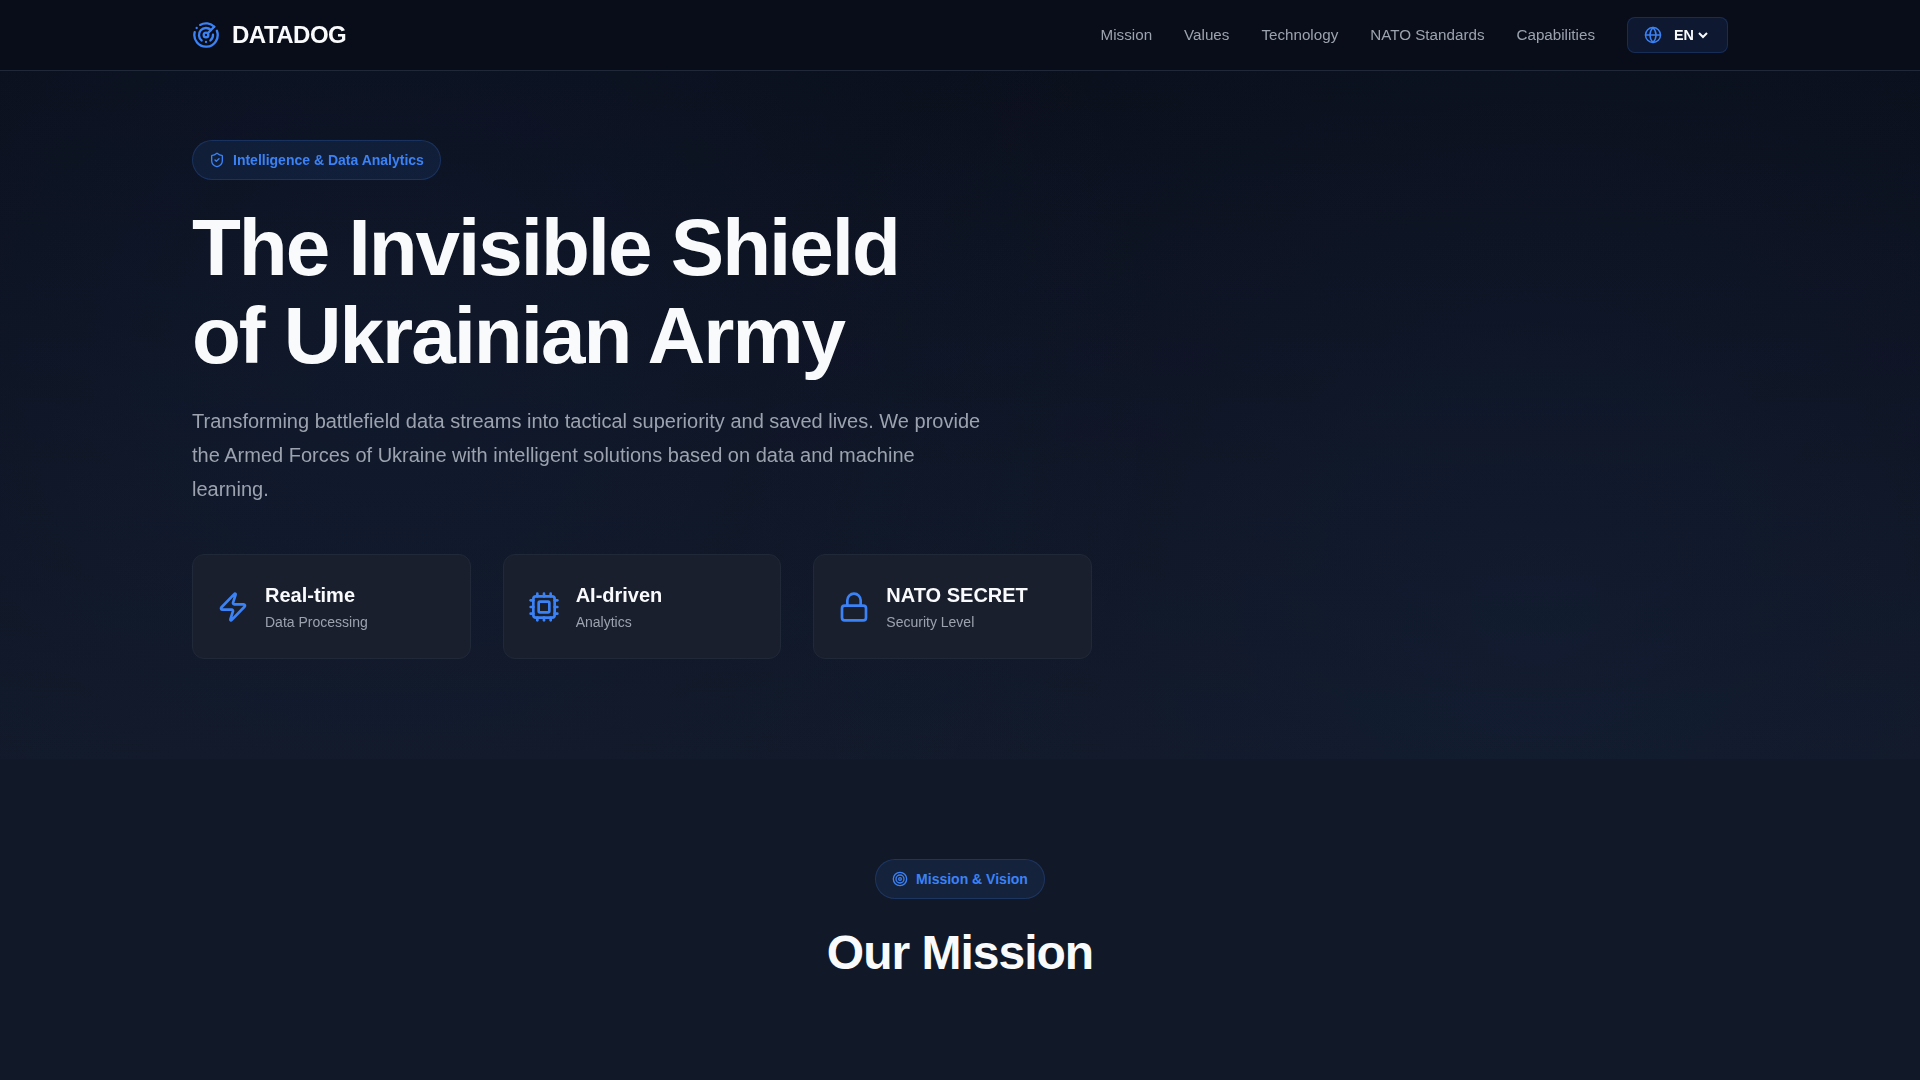 DATADOG
Mission
Values
Technology
NATO Standards
Capabilities
EN
Intelligence & Data Analytics
The Invisible Shield
of Ukrainian Army
Transforming battlefield data streams into tactical superiority and saved lives. We provide
the Armed Forces of Ukraine with intelligent solutions based on data and machine
learning.
Real-time
Data Processing
AI-driven
Analytics
NATO SECRET
Security Level
Mission & Vision
Our Mission